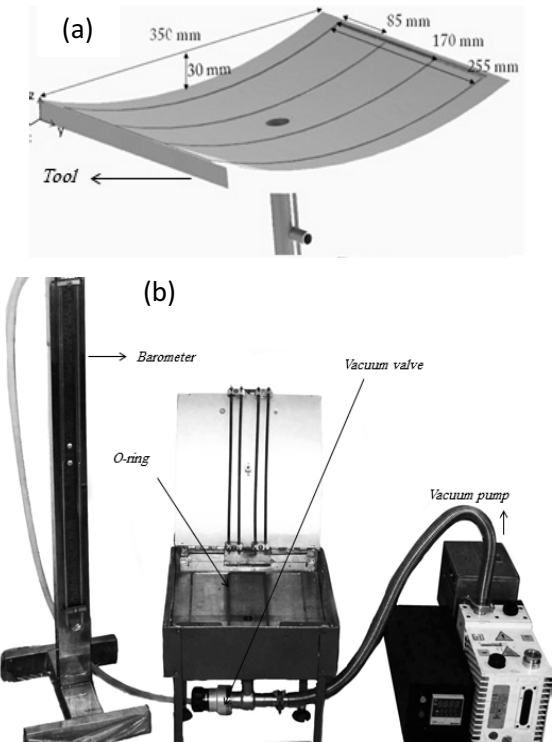 (a)
350 mm
85 mm
170 mm
30 mm
255 mm
z
Y
Tool
(b)
Barometer
Vacuum valve
O-ring
Vacuum pump